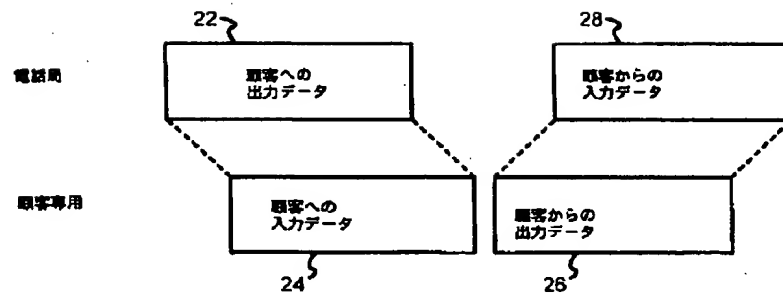 22
28
電話局
顧客への
出力データ
顧客からの
入力データ
顧客専用
顧客への
入力データ
顧客からの
出力データ
24
26